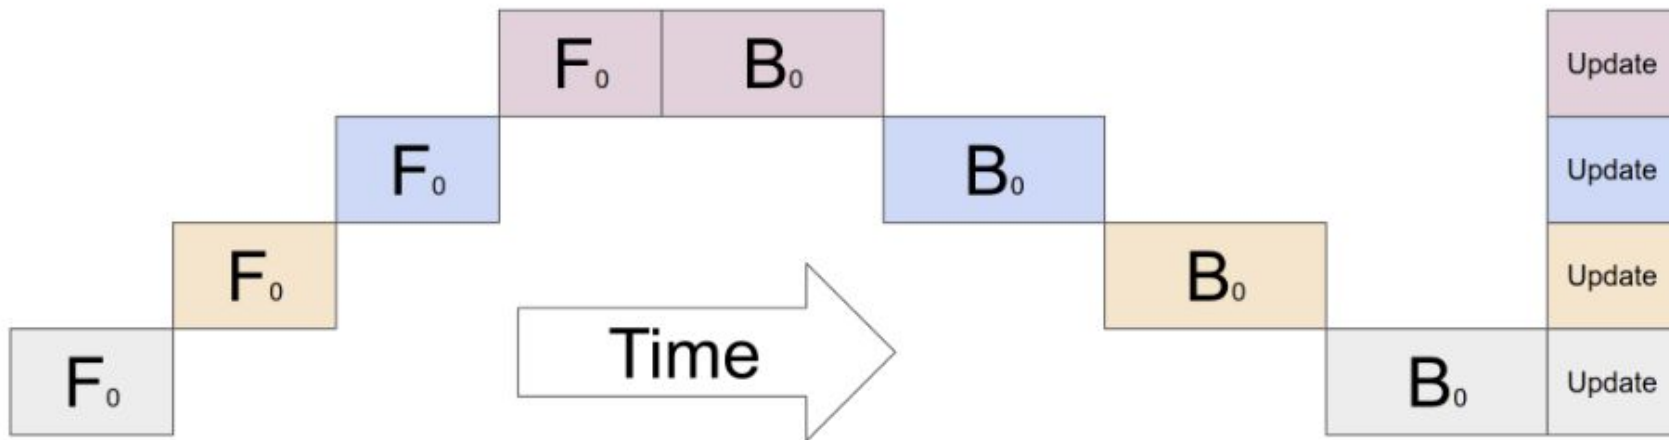 F₀ B₀ Update
F₀ B₀ Update
F₀ B₀ Update
Time
F₀ B₀ Update